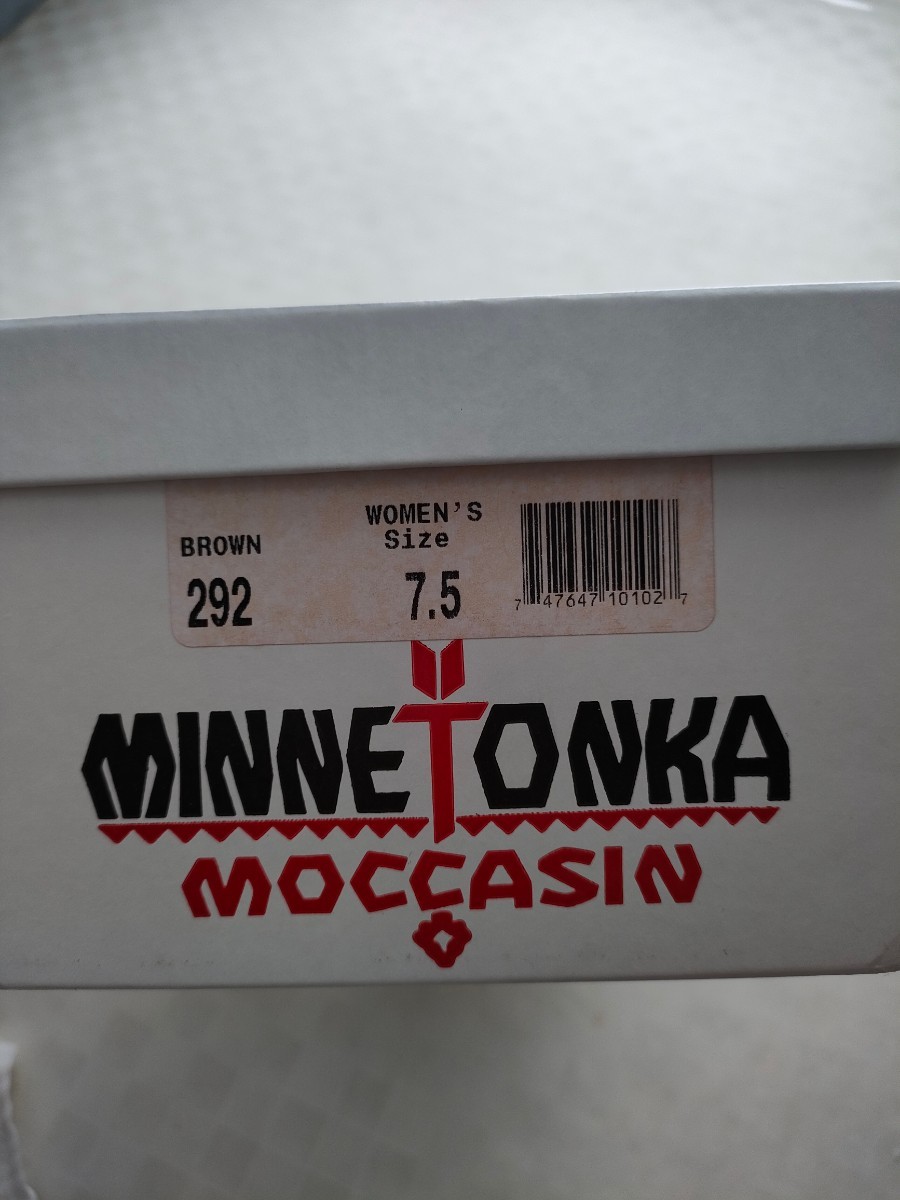 BROWN
292
WOMEN'S
Size
7.5
7 47647 10102 7
MINNETONKA
MOCCASIN